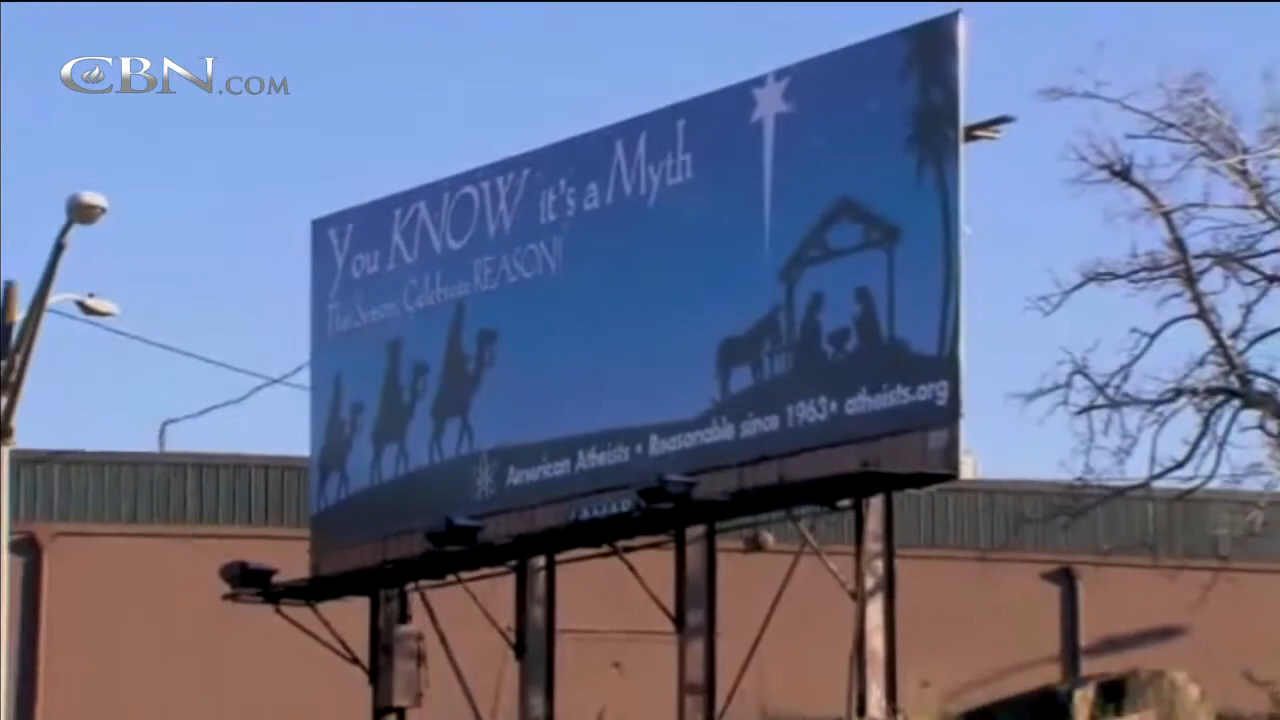 CBN.COM
You KNOW it's a Myth
This Season, Celebrate REASON!
American Atheists • Reasonable since 1963 • atheists.org